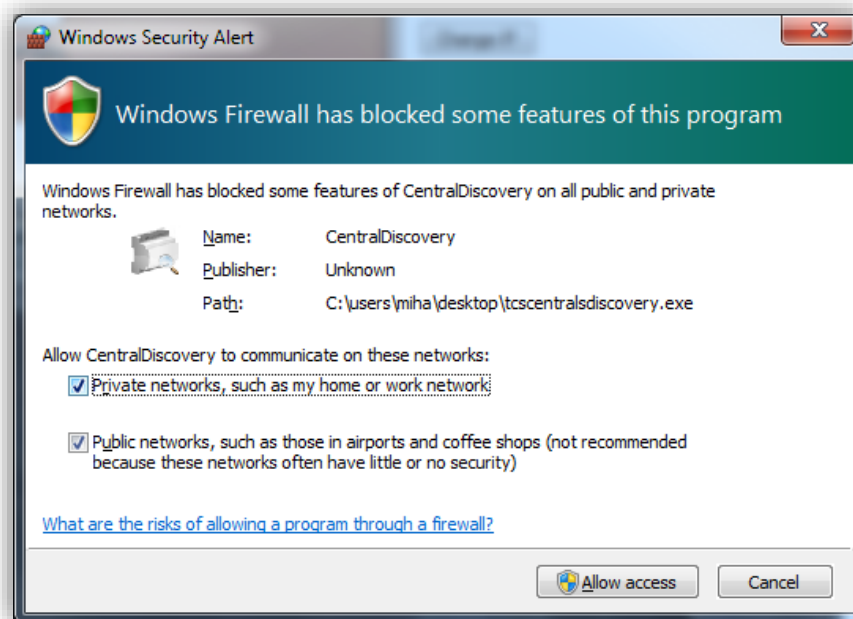 Windows Security Alert
Windows Firewall has blocked some features of this program
Windows Firewall has blocked some features of CentralDiscovery on all public and private
networks.
Name: CentralDiscovery
Publisher: Unknown
Path: C:\users\miha\desktop\tcscentralsdiscovery.exe
Allow CentralDiscovery to communicate on these networks:
Private networks, such as my home or work network
Public networks, such as those in airports and coffee shops (not recommended
because these networks often have little or no security)
What are the risks of allowing a program through a firewall?
Allow access Cancel